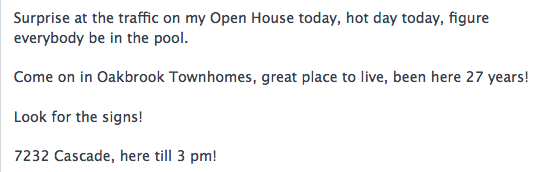 Surprise at the traffic on my Open House today, hot day today, figure
everybody be in the pool.
Come on in Oakbrook Townhomes, great place to live, been here 27 years!
Look for the signs!
7232 Cascade, here till 3 pm!